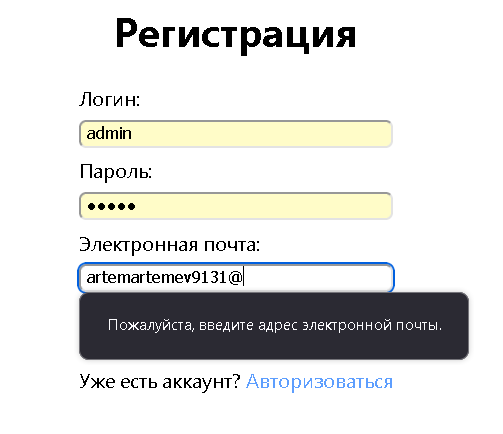 Регистрация
Логин:
admin
Пароль:
●●●●●
Электронная почта:
artemartemev9131@
Пожалуйста, введите адрес электронной почты.
Уже есть аккаунт? Авторизоваться